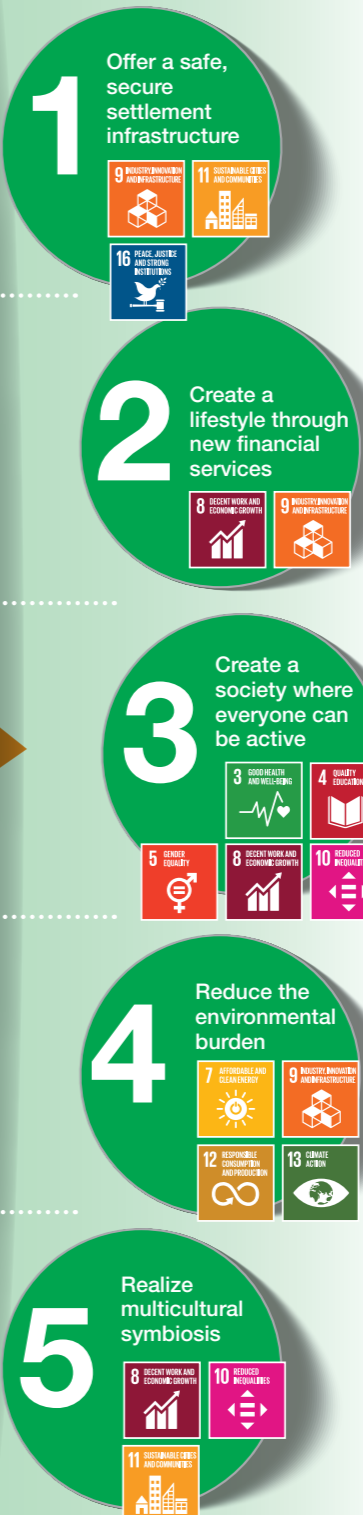 1
Offer a safe,
secure
settlement
infrastructure
9 INDUSTRY, INNOVATION
AND INFRASTRUCTURE
11 SUSTAINABLE CITIES
AND COMMUNITIES
16 PEACE, JUSTICE
AND STRONG
INSTITUTIONS
2
Create a
lifestyle through
new financial
services
8 DECENT WORK AND
ECONOMIC GROWTH
9 INDUSTRY, INNOVATION
AND INFRASTRUCTURE
3
Create a
society where
everyone can
be active
3 GOOD HEALTH
AND WELL-BEING
4 QUALITY
EDUCATION
5 GENDER
EQUALITY
8 DECENT WORK AND
ECONOMIC GROWTH
10 REDUCED
4
Reduce the
environmental
burden
7 AFFORDABLE AND
CLEAN ENERGY
9 INDUSTRY, INNOVATION
AND INFRASTRUCTURE
12 RESPONSIBLE
CONSUMPTION
AND PRODUCTION
13 CLIMATE
ACTION
5
Realize
multicultural
symbiosis
8 DECENT WORK AND
ECONOMIC GROWTH
10 REDUCED
INEQUALITIES
11 SUSTAINABLE CITIES
AND COMMUNITIES